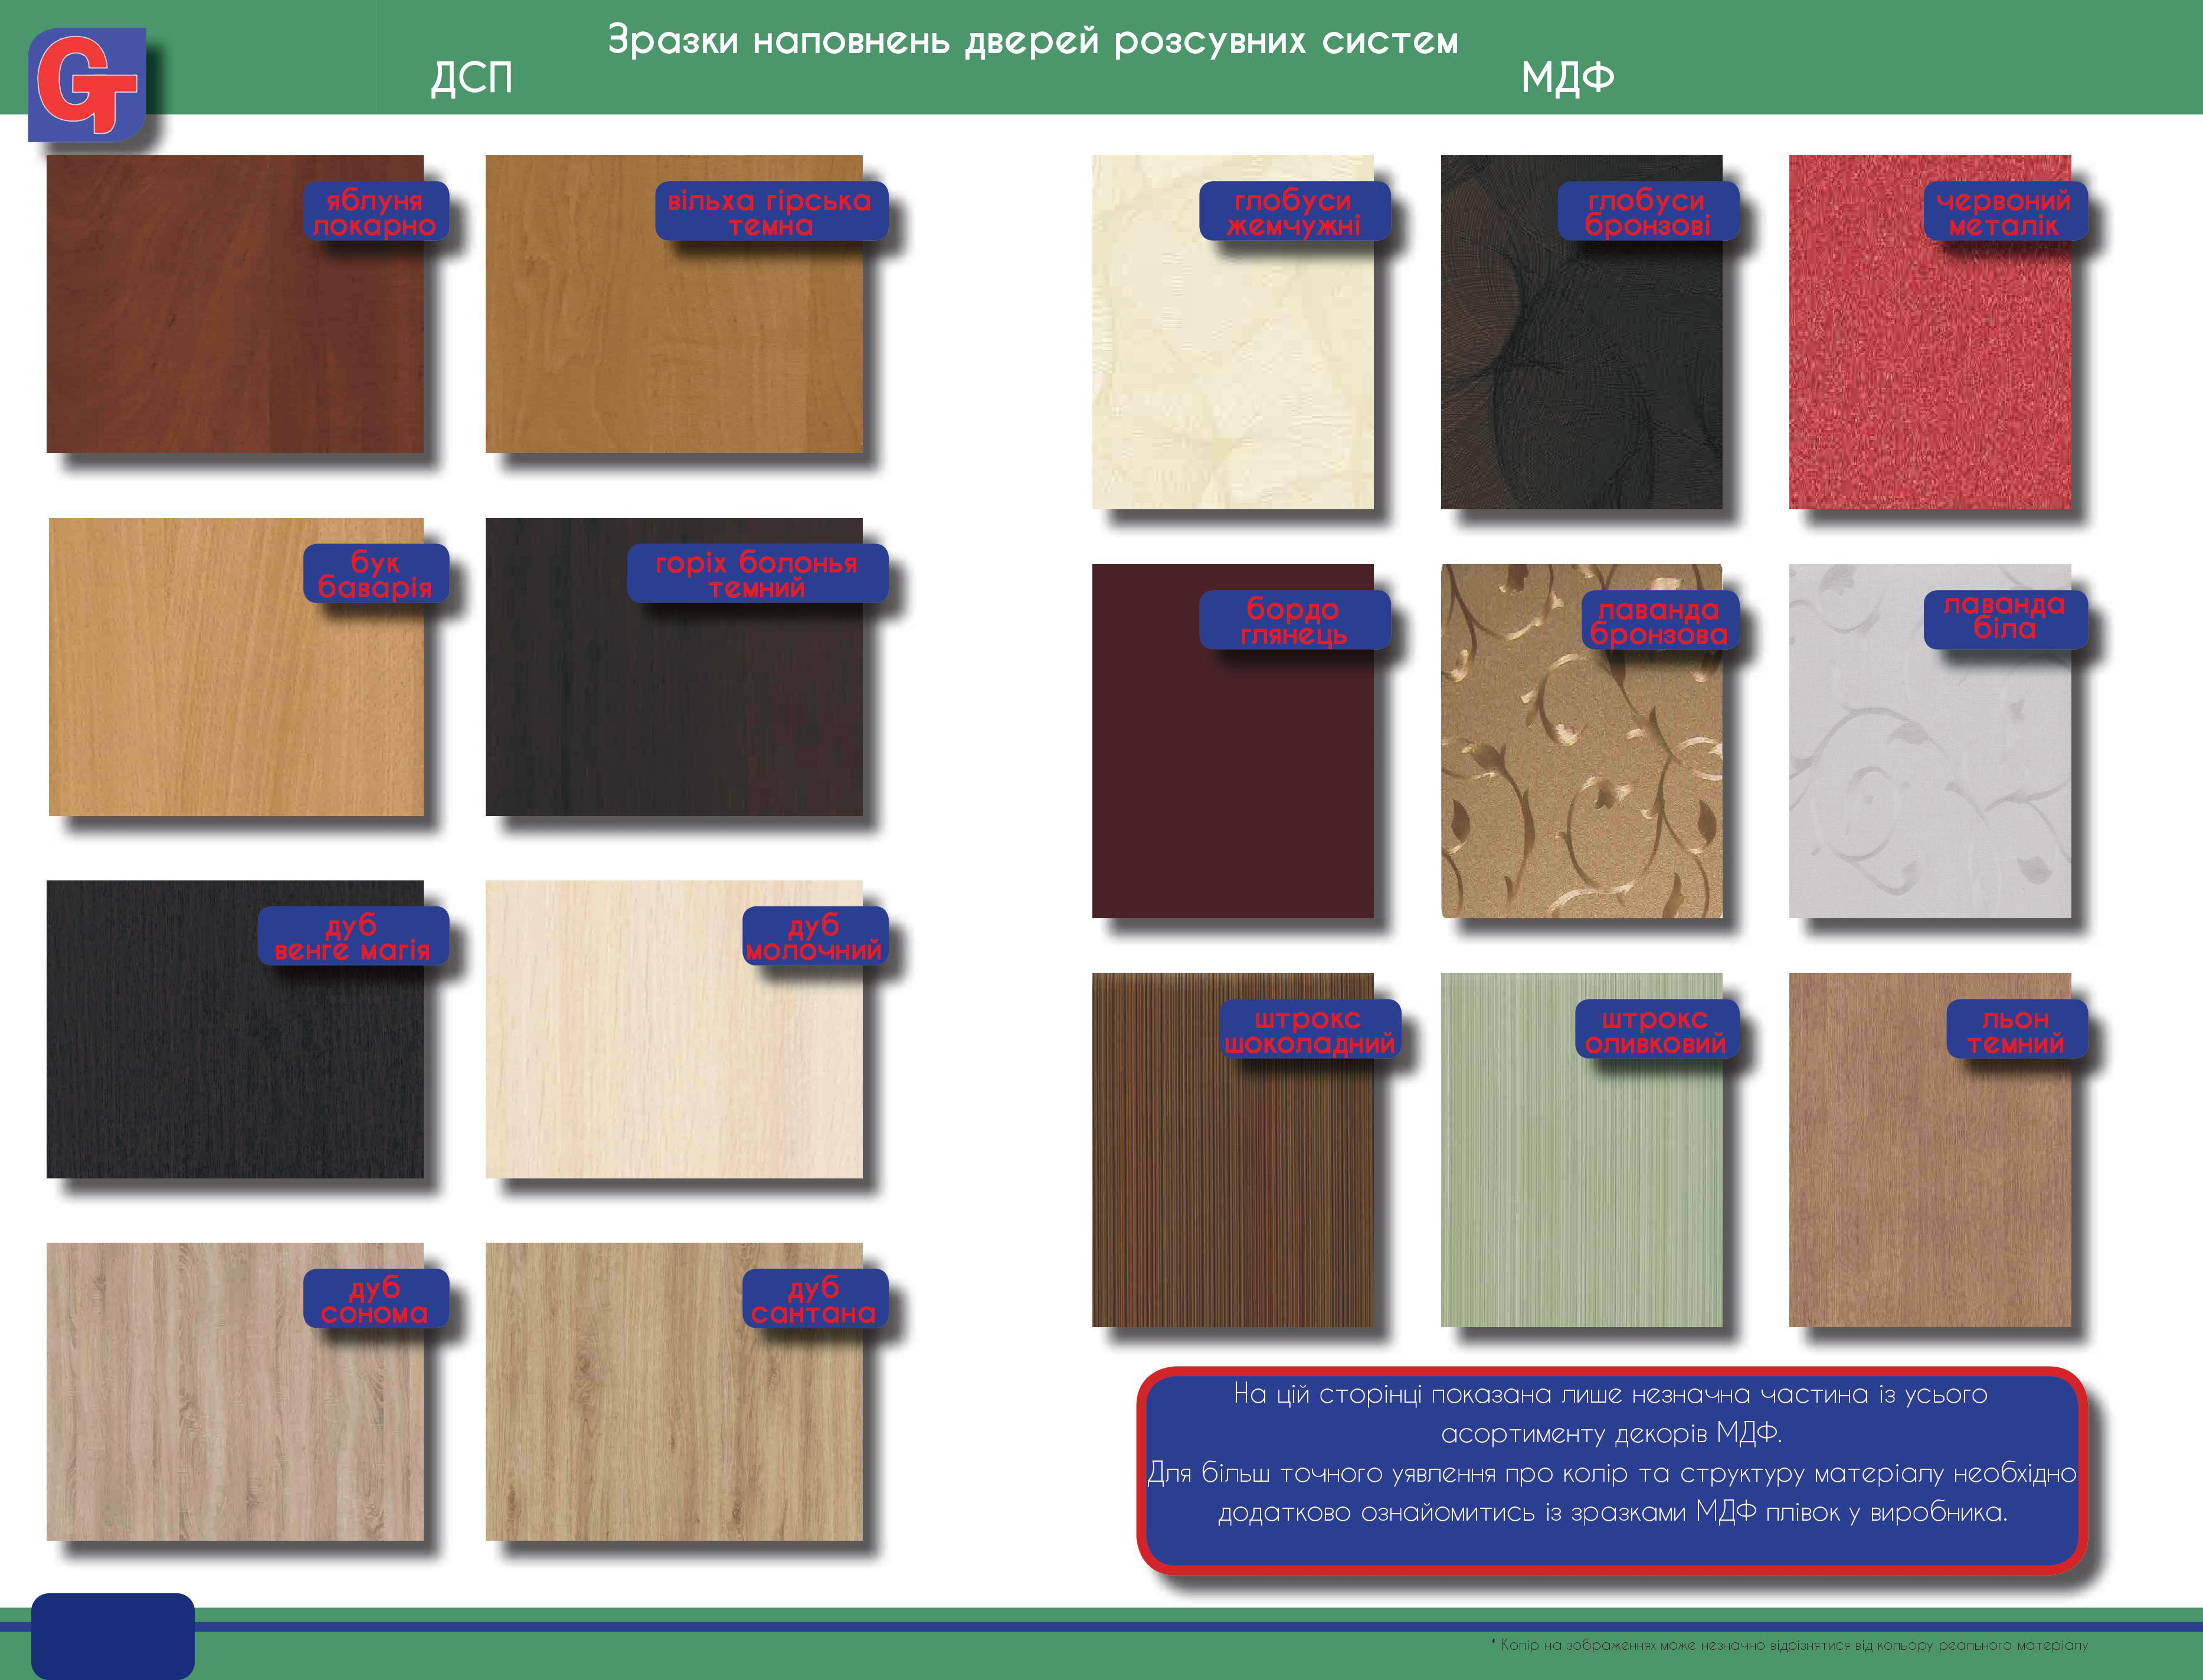 Зразки наповнень дверей розсувних систем
ДСП
МДФ
GT
яблуня
локарно
вільха гірська
темна
бук
баварія
горіх болонья
темний
дуб
венге магія
дуб
молочний
дуб
сонома
дуб
сантана
глобуси
жемчужні
глобуси
бронзові
червоний
металік
бордо
глянець
лаванда
бронзова
лаванда
біла
штрокс
шоколадний
штрокс
оливковий
льон
темний
На цій сторінці показана лише незначна частина із усього
асортименту декорів МДФ.
Для більш точного уявлення про колір та структуру матеріалу необхідно
додатково ознайомитись із зразками МДФ плівок у виробника.
* Колір на зображеннях може незначно відрізнятися від кольору реального матеріалу